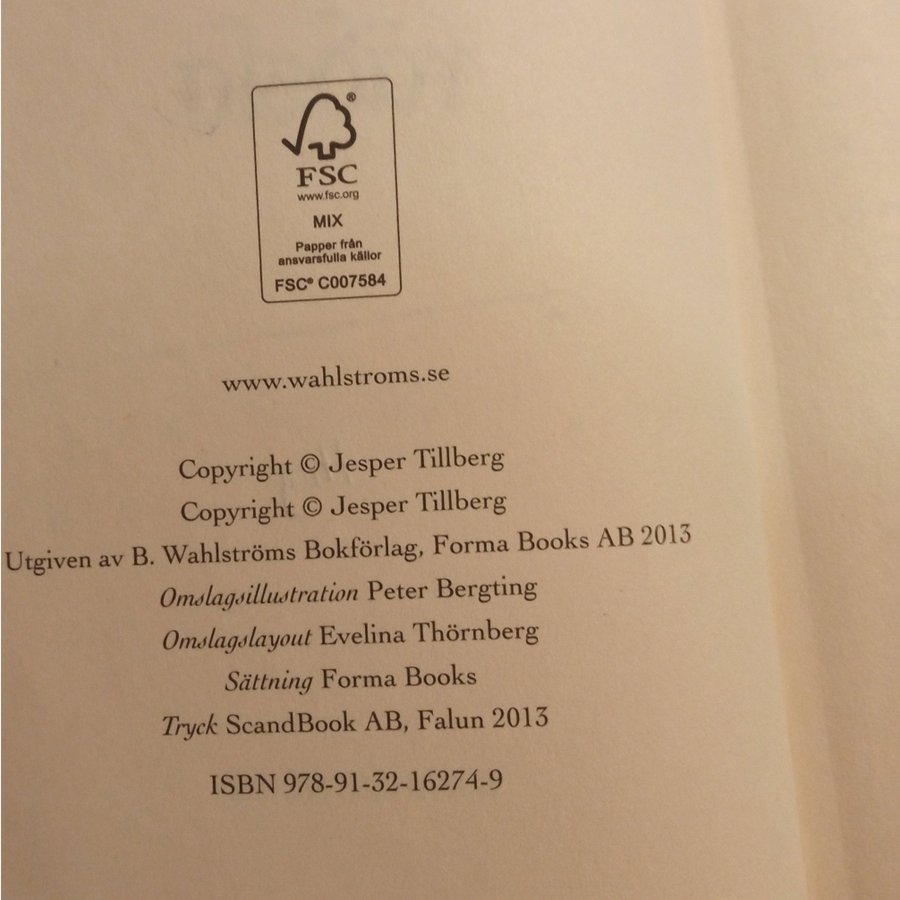 ®
FSC
www.fsc.org
MIX
Papper från
ansvarsfulla källor
FSC® C007584
www.wahlstroms.se
Copyright © Jesper Tillberg
Copyright © Jesper Tillberg
Utgiven av B. Wahlströms Bokförlag, Forma Books AB 2013
Omslagsillustration Peter Bergting
Omslagslayout Evelina Thörnberg
Sättning Forma Books
Tryck ScandBook AB, Falun 2013
ISBN 978-91-32-16274-9